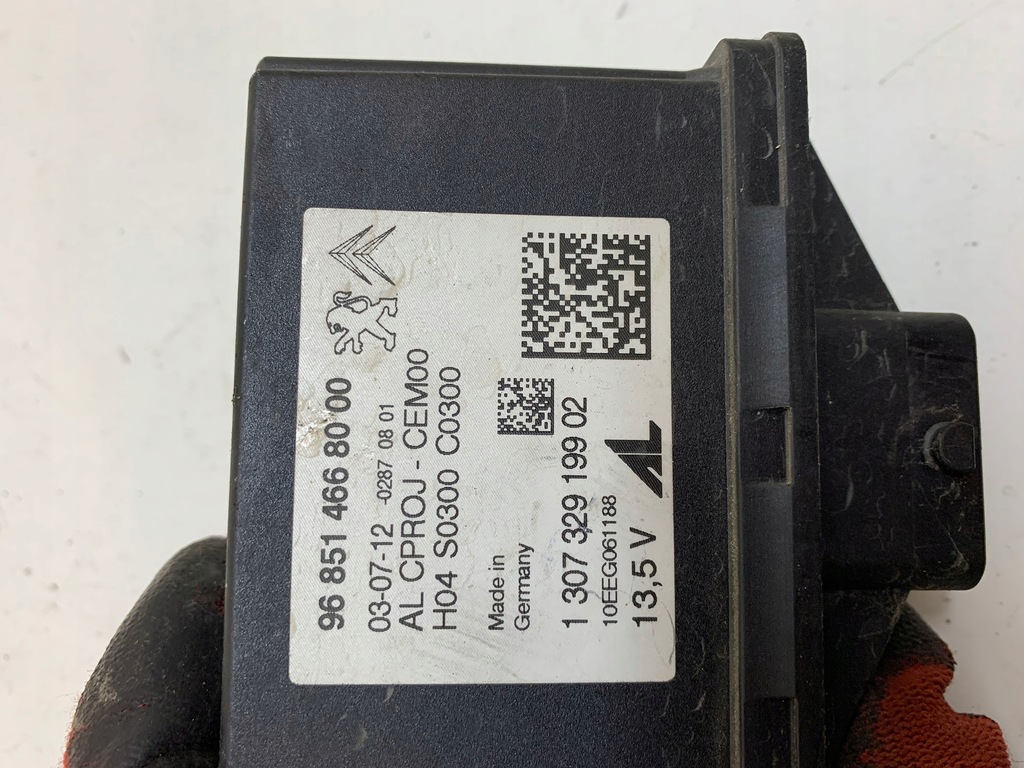 96 851 466 80 00
03-07-12 -0287 08 01
AL CPROJ - CEM00
H04 S0300 C0300
Made in
Germany
1 307 329 199 02
10EEG061188
13,5 V
AL